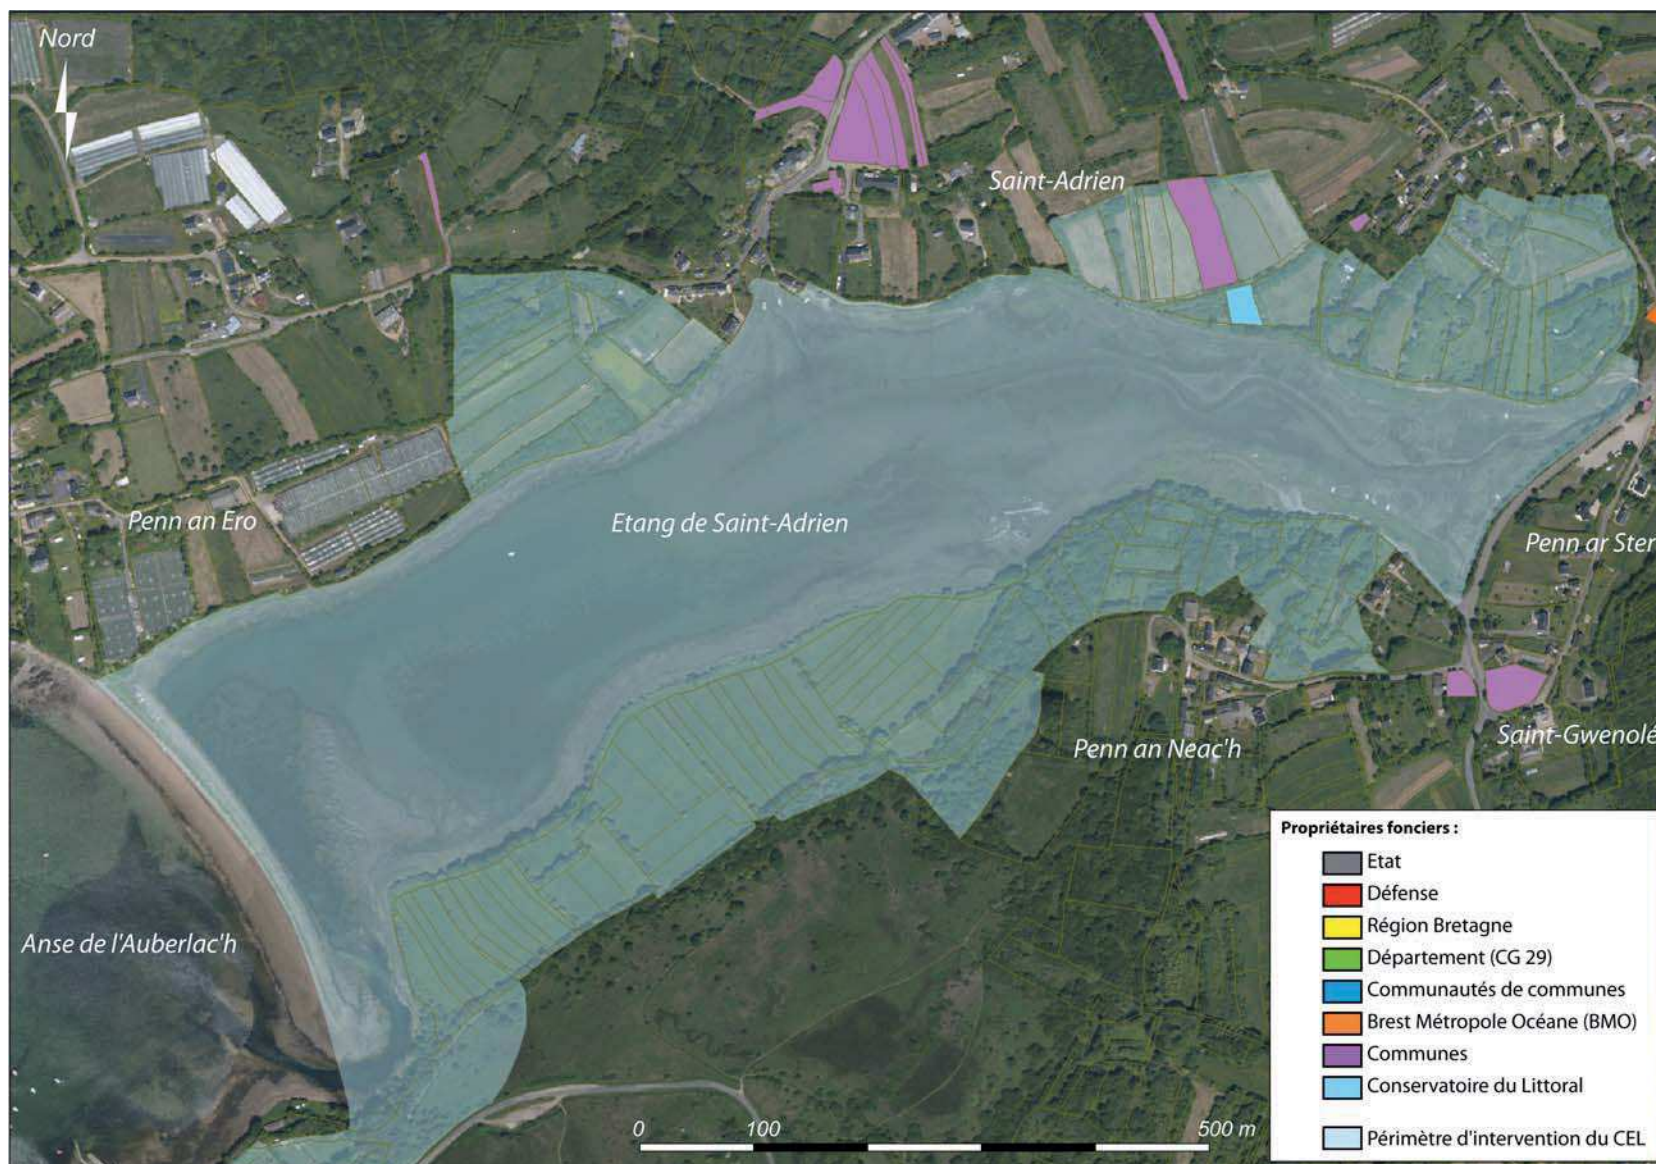 Nord
Saint-Adrien
Penn an Ero
Etang de Saint-Adrien
Penn ar Ster
Penn an Neac'h
Saint-Gwenolé
Anse de l'Auberlac'h
Propriétaires fonciers :
Etat
Défense
Région Bretagne
Département (CG 29)
Communautés de communes
Brest Métropole Océane (BMO)
Communes
Conservatoire du Littoral
Périmètre d'intervention du CEL
0 100 500 m